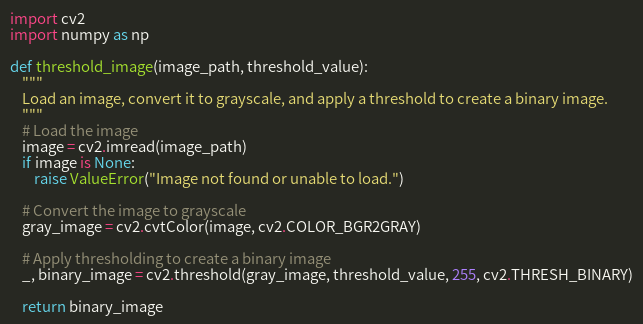 import cv2
import numpy as np

def threshold_image(image_path, threshold_value):
    """
    Load an image, convert it to grayscale, and apply a threshold to create a binary image.
    """
    # Load the image
    image = cv2.imread(image_path)
    if image is None:
        raise ValueError("Image not found or unable to load.")

    # Convert the image to grayscale
    gray_image = cv2.cvtColor(image, cv2.COLOR_BGR2GRAY)

    # Apply thresholding to create a binary image
    _, binary_image = cv2.threshold(gray_image, threshold_value, 255, cv2.THRESH_BINARY)

    return binary_image